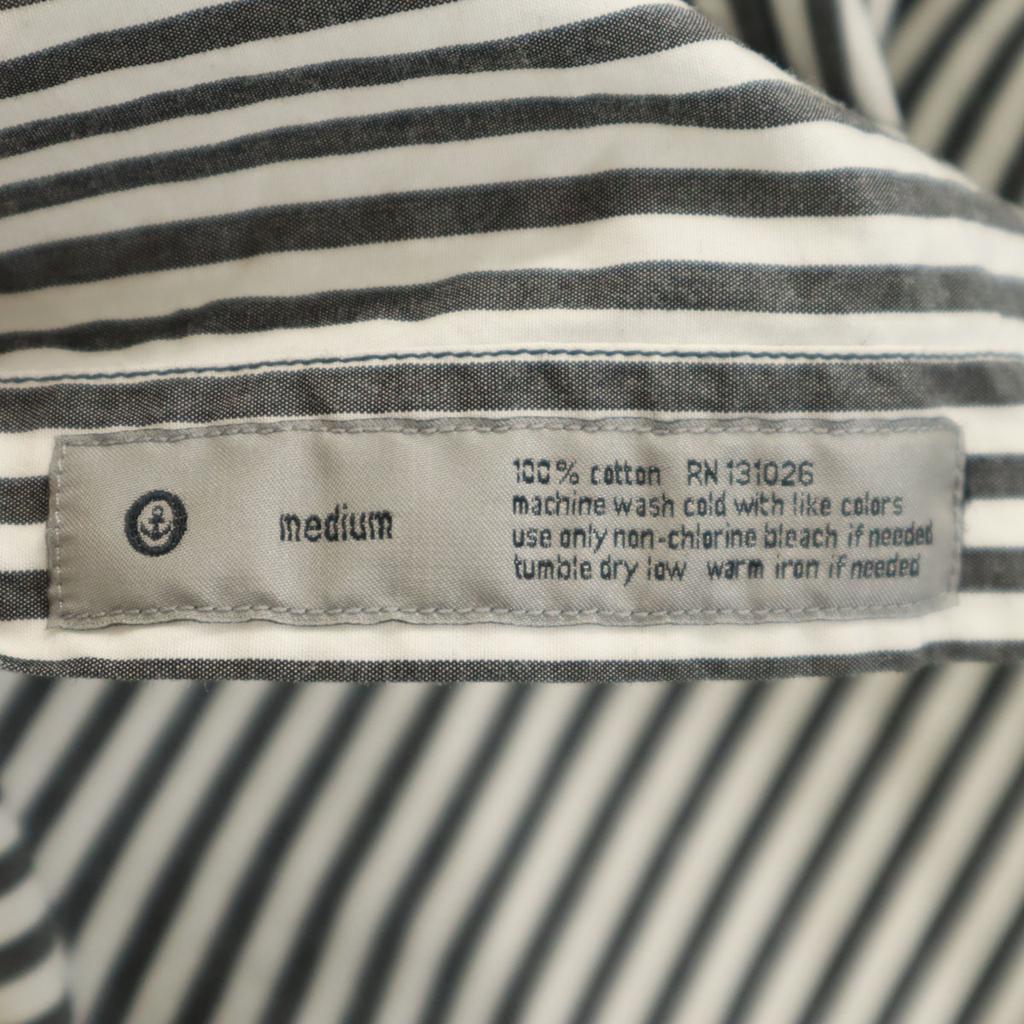 medium
100% cotton RN 131026
machine wash cold with like colors
use only non-chlorine bleach if needed
tumble dry low warm iron if needed